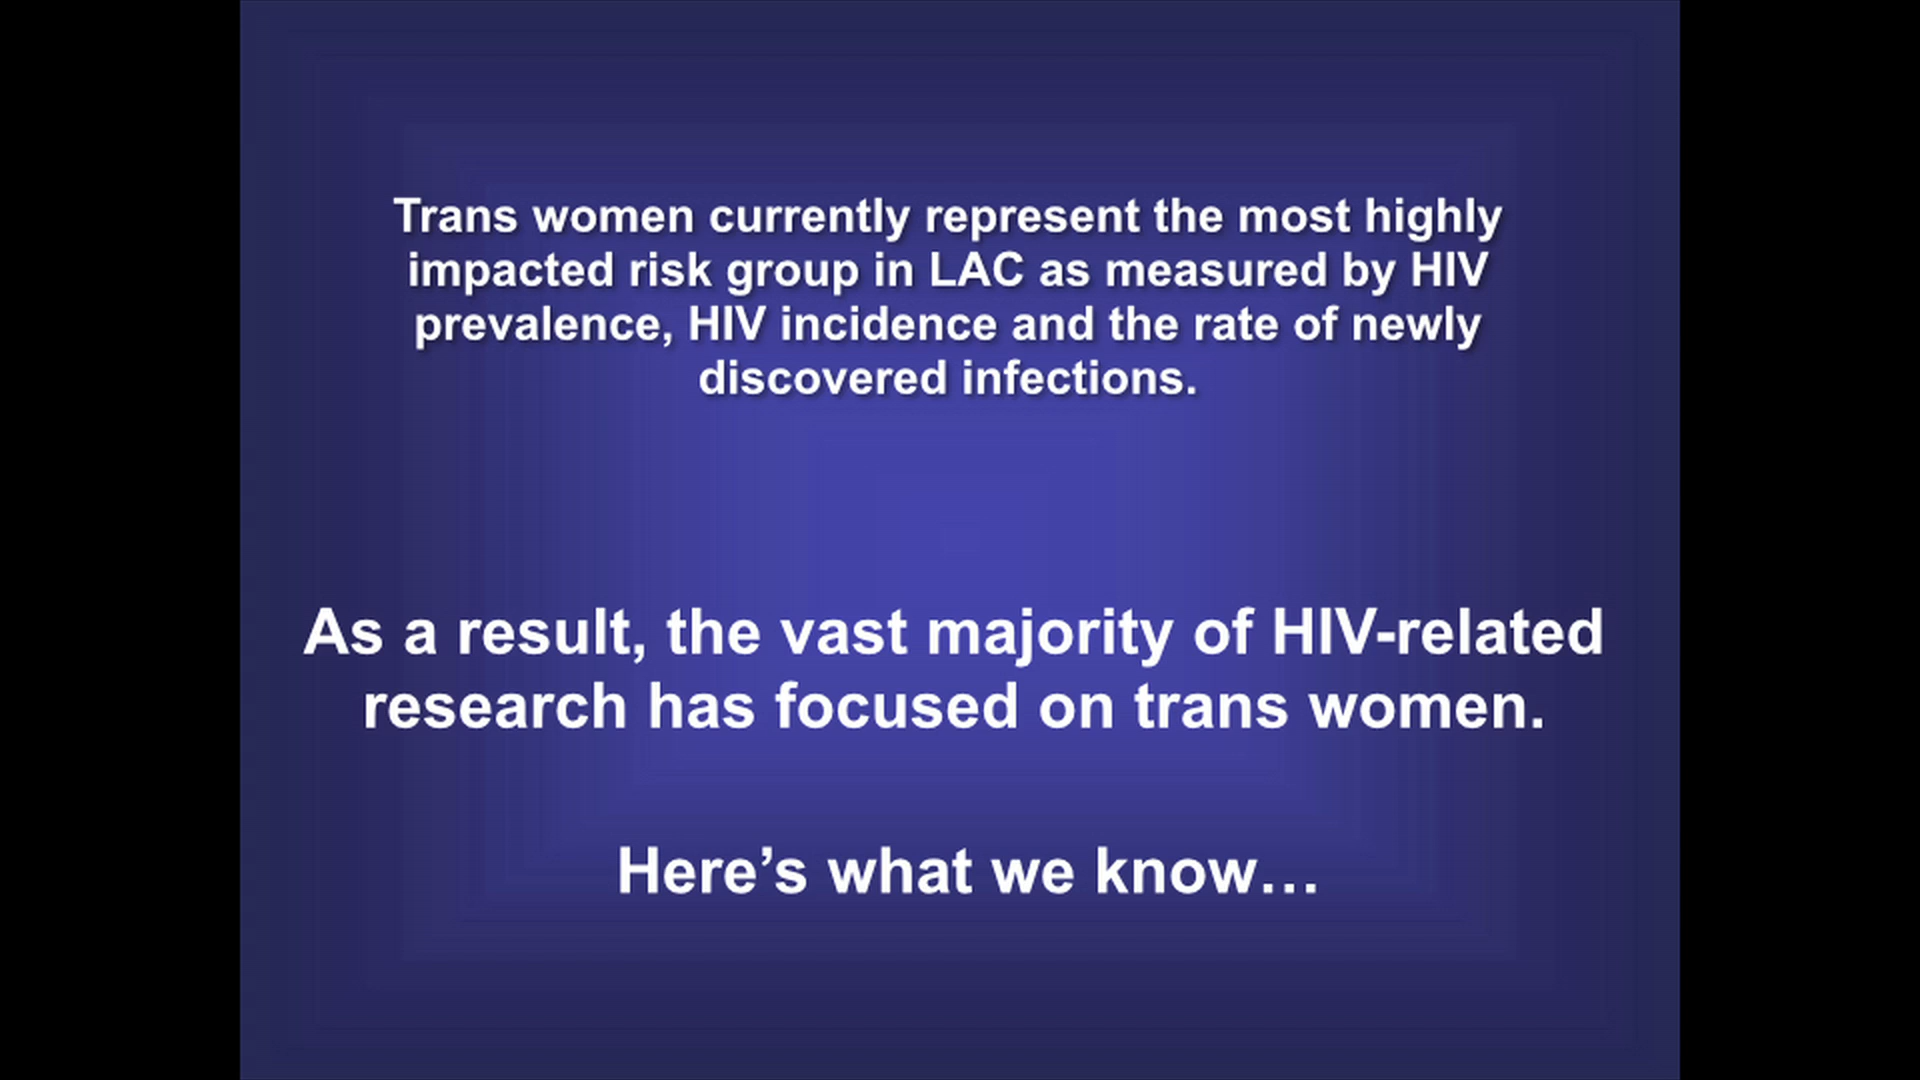 Trans women currently represent the most highly
impacted risk group in LAC as measured by HIV
prevalence, HIV incidence and the rate of newly
discovered infections.
As a result, the vast majority of HIV-related
research has focused on trans women.
Here’s what we know…